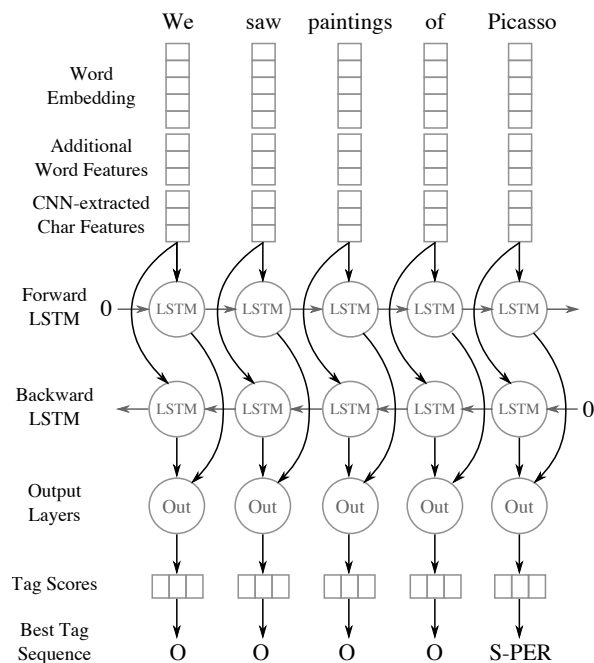 We saw paintings of Picasso
Word
Embedding
Additional
Word Features
CNN-extracted
Char Features
Forward
LSTM
0 LSTM LSTM LSTM LSTM LSTM
Backward
LSTM
LSTM LSTM LSTM LSTM LSTM 0
Output
Layers
Out Out Out Out Out
Tag Scores
Best Tag
Sequence
O O O O S-PER